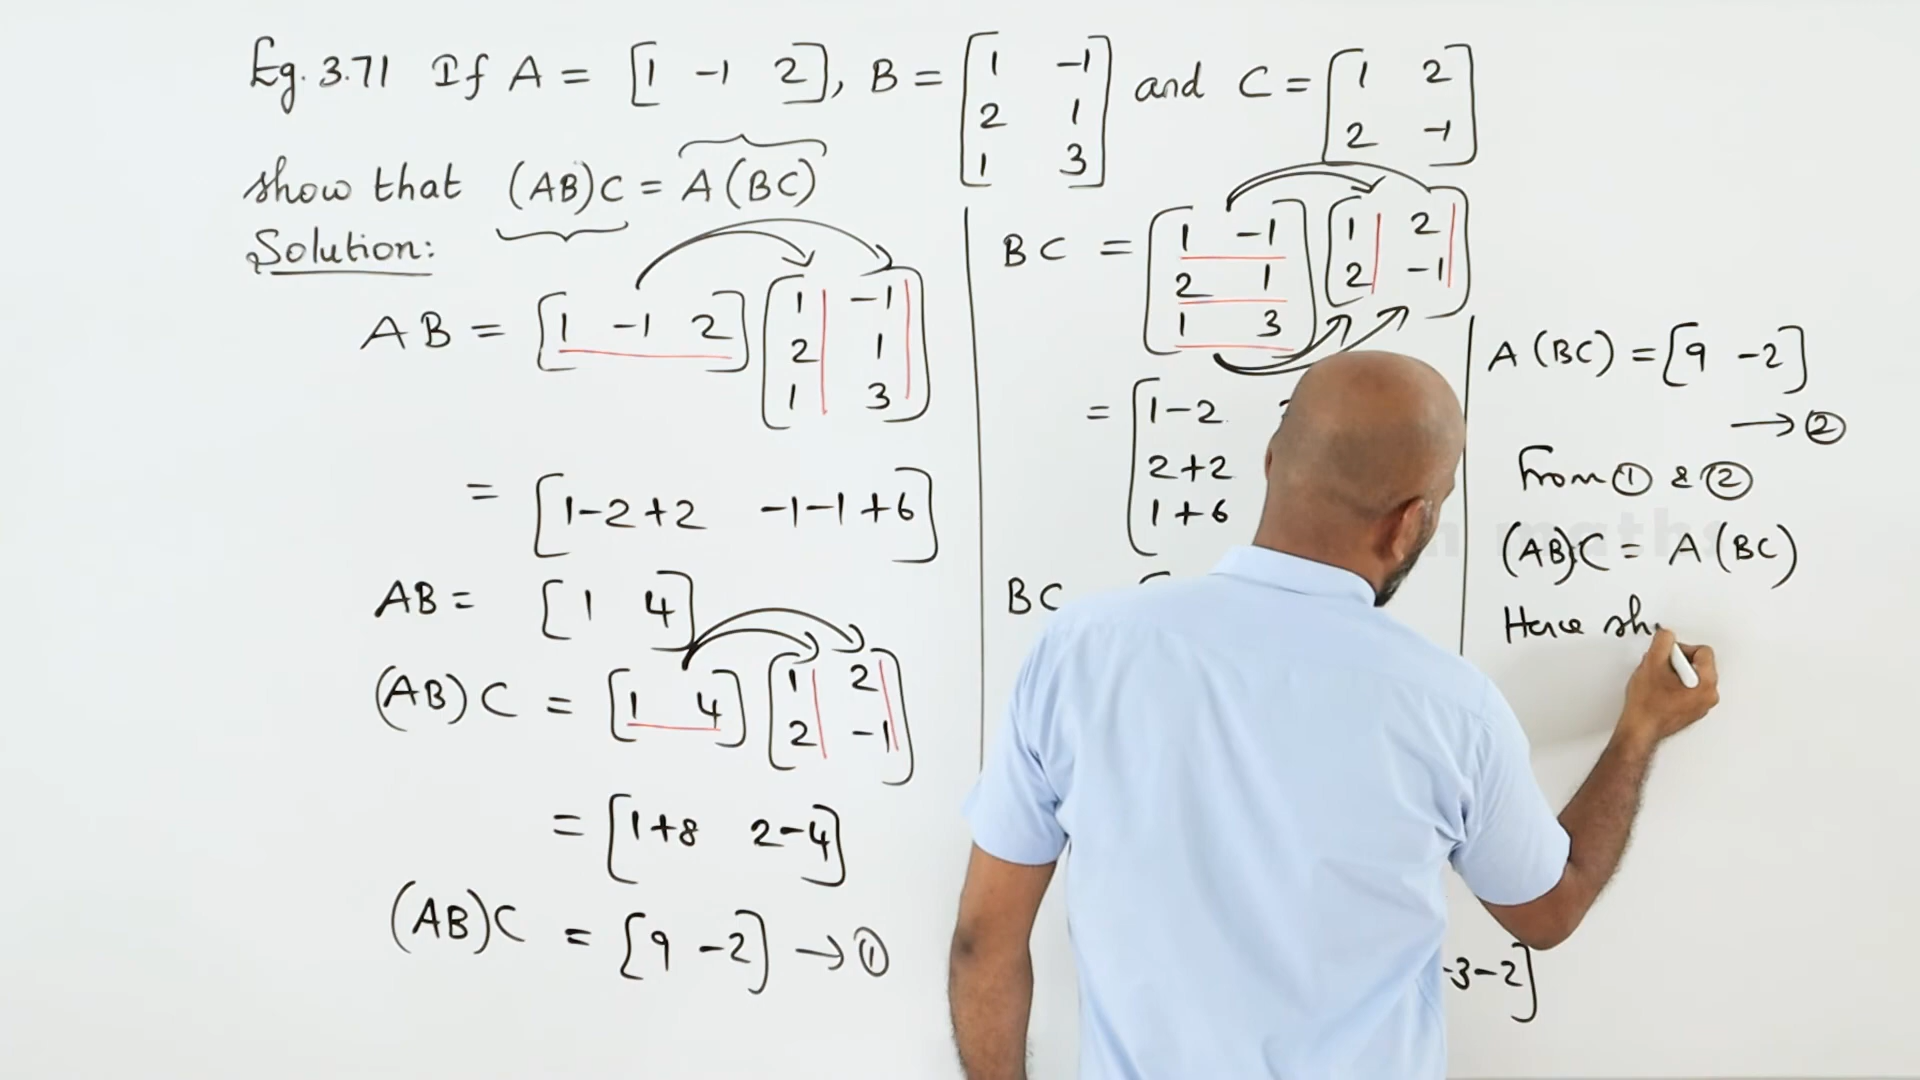 Eg. 3.71 If A = [1 -1 2], B = [1 -1
2 1
1 3] and C = [1 2
2 -1]
show that (AB)C = A(BC)
Solution:
AB = [1 -1 2] [1 -1
2 1
1 3]
= [1-2+2 -1-1+6]
AB = [1 4]
(AB)C = [1 4] [1 2
2 -1]
= [1+8 2-4]
(AB)C = [9 -2] → ①
BC = [1 -1
2 1
1 3] [1 2
2 -1]
= [1-2
2+2
1+6
BC
-3-2]
A(BC) = [9 -2]
→ ②
From ① & ②
(AB)C = A(BC)
Hence sh